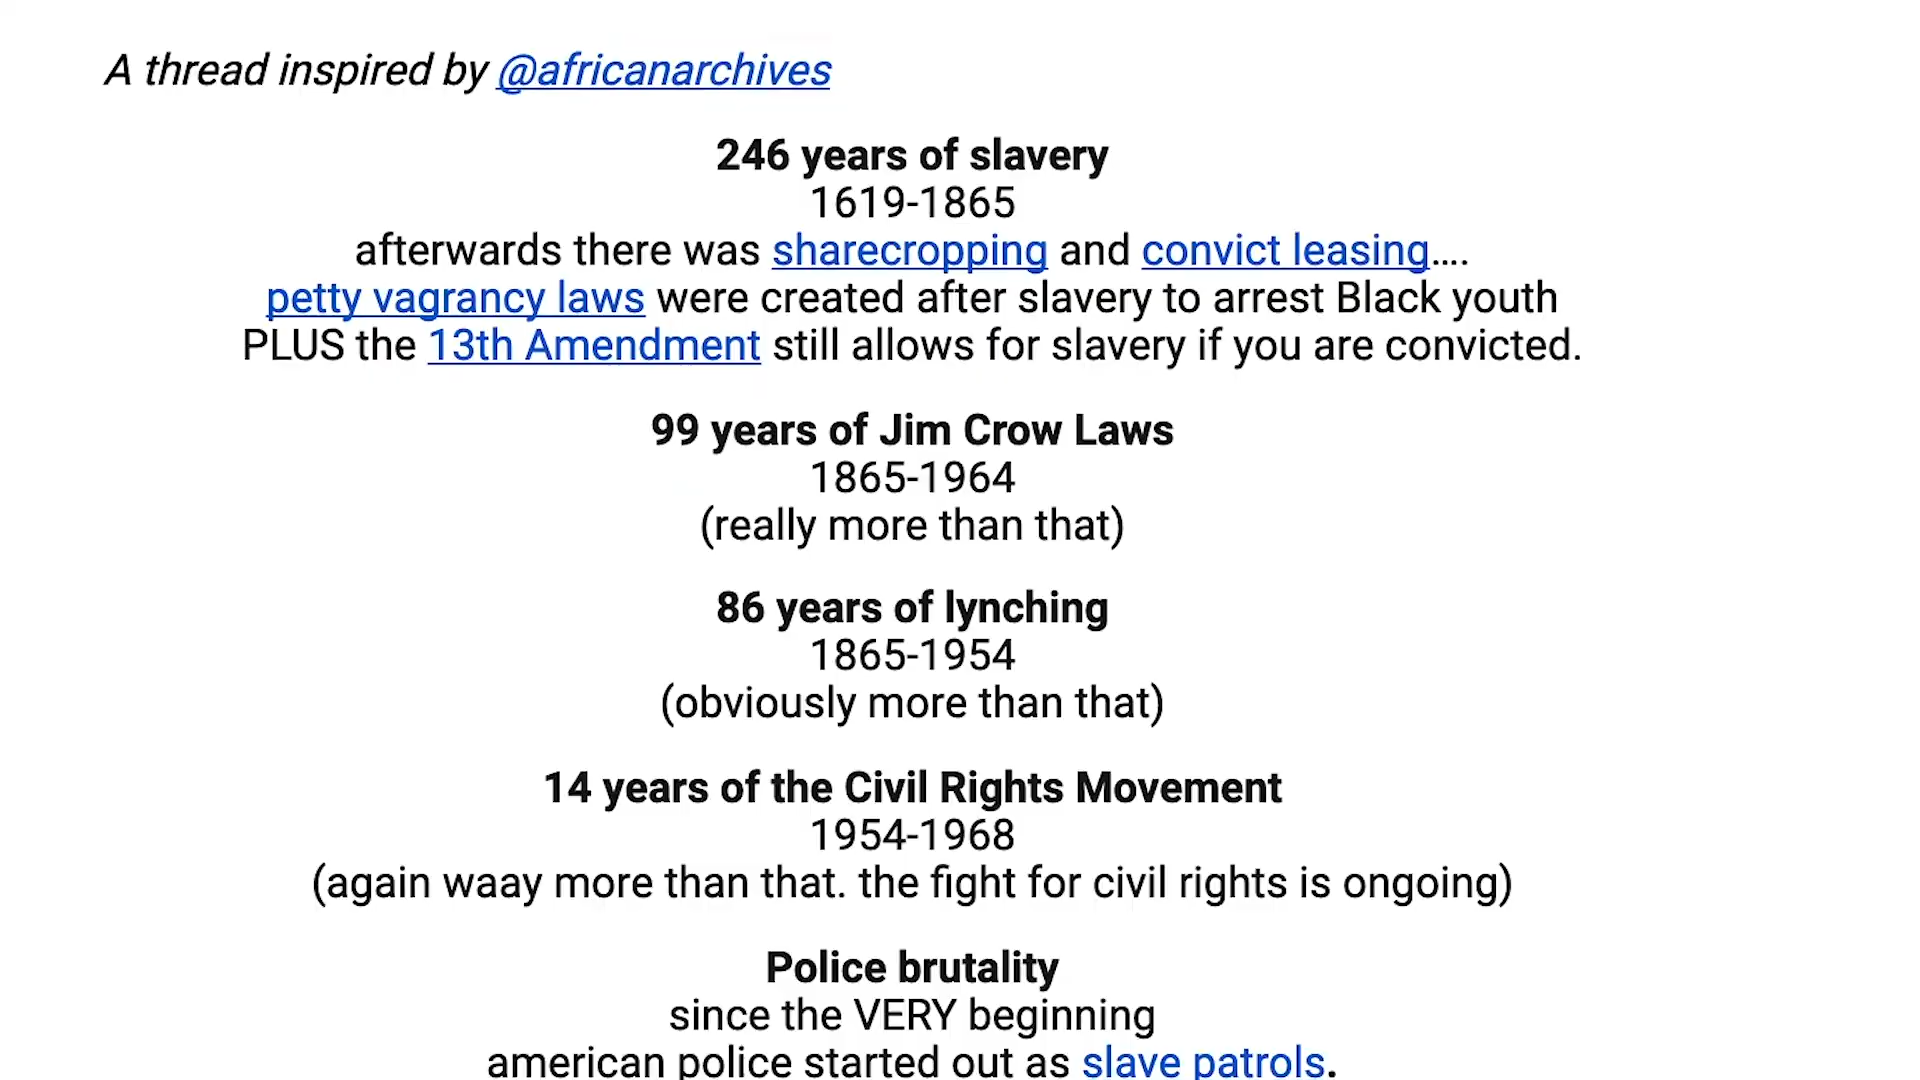 A thread inspired by @africanarchives
246 years of slavery
1619-1865
afterwards there was sharecropping and convict leasing....
petty vagrancy laws were created after slavery to arrest Black youth
PLUS the 13th Amendment still allows for slavery if you are convicted.
99 years of Jim Crow Laws
1865-1964
(really more than that)
86 years of lynching
1865-1954
(obviously more than that)
14 years of the Civil Rights Movement
1954-1968
(again waay more than that. the fight for civil rights is ongoing)
Police brutality
since the VERY beginning
american police started out as slave patrols.